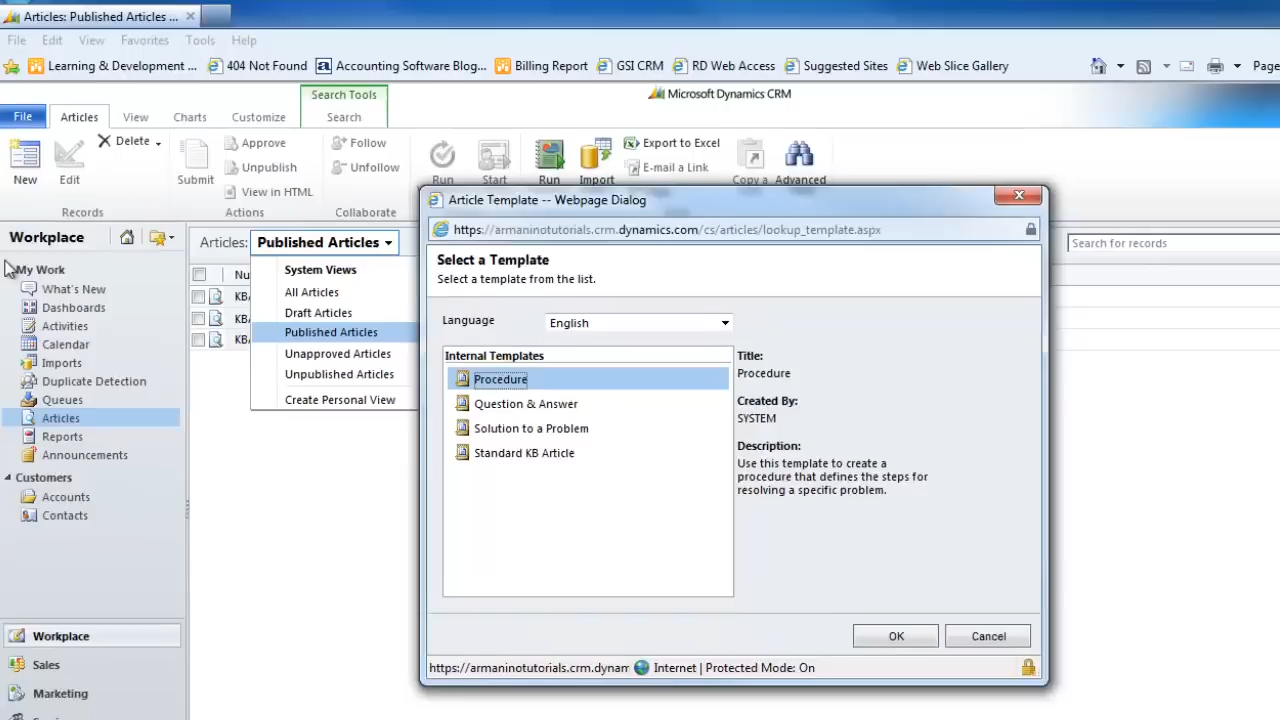 Articles: Published Articles ...
File Edit View Favorites Tools Help
Learning & Development ... 404 Not Found Accounting Software Blog... Billing Report GSI CRM RD Web Access Suggested Sites Web Slice Gallery Page
Search Tools
Microsoft Dynamics CRM
File Articles View Charts Customize Search
New Edit Delete Submit Approve Unpublish View in HTML Follow Unfollow Run Start Run Import Export to Excel E-mail a Link Copy a Advanced
Records Actions Collaborate
Workplace
Articles: Published Articles
Search for records
My Work
What's New
Dashboards
Activities
Calendar
Imports
Duplicate Detection
Queues
Articles
Reports
Announcements
Customers
Accounts
Contacts
Workplace
Sales
Marketing
Nu
KB
KB
KB
System Views
All Articles
Draft Articles
Published Articles
Unapproved Articles
Unpublished Articles
Create Personal View
Article Template -- Webpage Dialog
https://armaninotutorials.crm.dynamics.com/cs/articles/lookup_template.aspx
Select a Template
Select a template from the list.
Language English
Internal Templates
Procedure
Question & Answer
Solution to a Problem
Standard KB Article
Title:
Procedure
Created By:
SYSTEM
Description:
Use this template to create a
procedure that defines the steps for
resolving a specific problem.
OK Cancel
https://armaninotutorials.crm.dynam Internet | Protected Mode: On